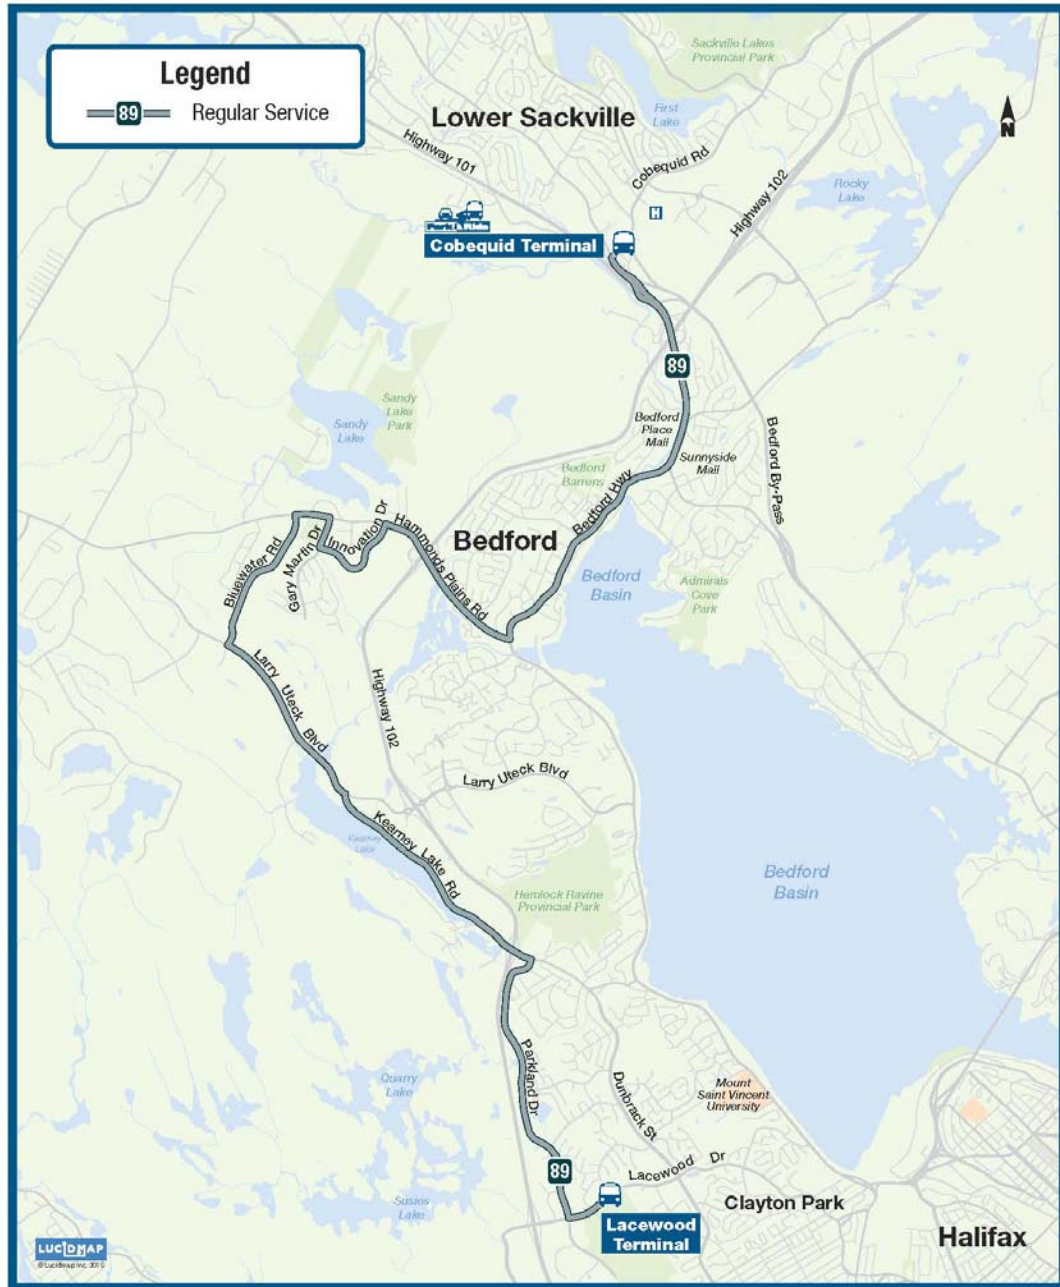 Legend
89 Regular Service
Sackville Lakes
Provincial Park
N
Lower Sackville
First
Lake
Highway 101
Cobequid Rd
Highway 102
Rocky
Lake
H
Park & Ride
Cobequid Terminal
89
Sandy
Lake
Park
Sandy
Lake
Bedford
Place
Mall
Sunnyside
Mall
Bedford By-Pass
Bedford
Barrens
Bedford Hwy
Innovation Dr
Hammonds Plains Rd
Bedford
Bluewater Rd
Gary Martin Dr
Bedford
Basin
Admirals
Cove
Park
Larry Uteck Blvd
Highway 102
Larry Uteck Blvd
Kearney
Lake
Kearney Lake Rd
Bedford
Basin
Hemlock Ravine
Provincial Park
Parkland Dr
Quarry
Lake
Dunbrack St
Mount
Saint Vincent
University
89
Lacewood Dr
Susies
Lake
Clayton Park
Lacewood
Terminal
Halifax
LUCIDMAP
©Lucidmap Inc. 2015